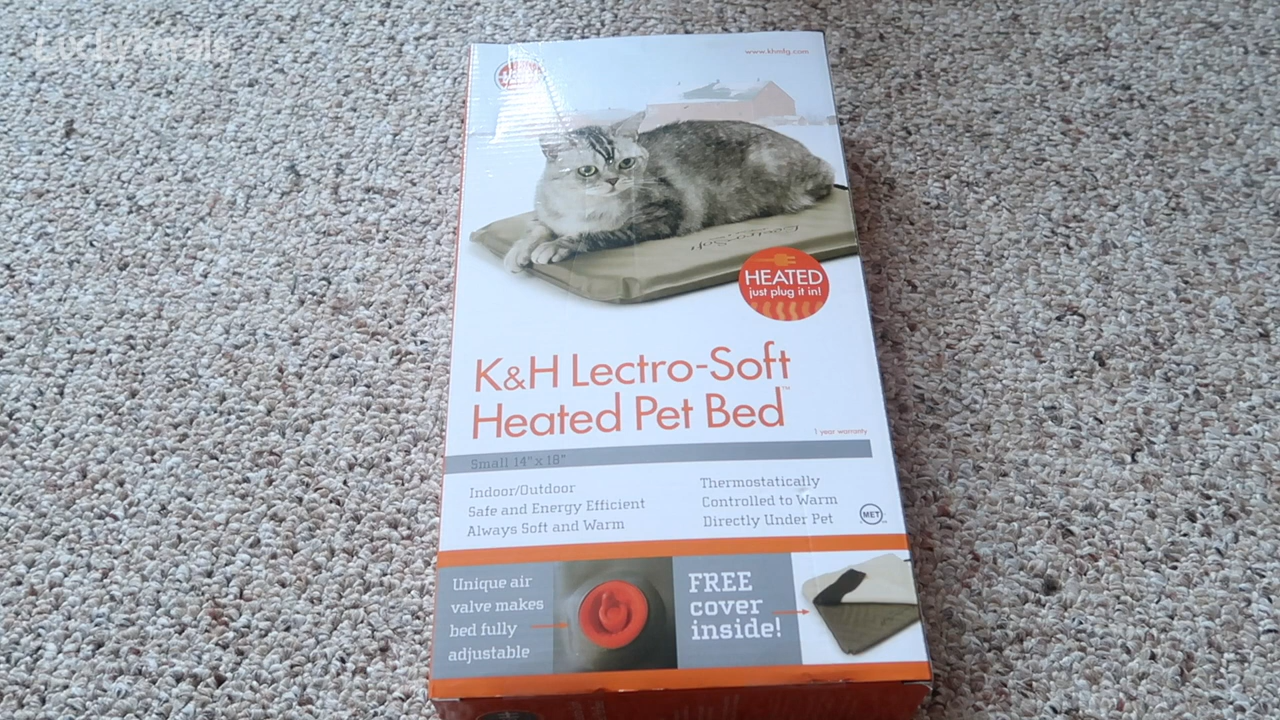 www.khmfg.com
Lectro-Soft
HEATED
just plug it in!
K&H Lectro-Soft
Heated Pet Bed™
1 year warranty
Small 14" x 18"
Indoor/Outdoor
Safe and Energy Efficient
Always Soft and Warm
Thermostatically
Controlled to Warm
Directly Under Pet
MET
Unique air
valve makes
bed fully
adjustable
FREE
cover
inside!